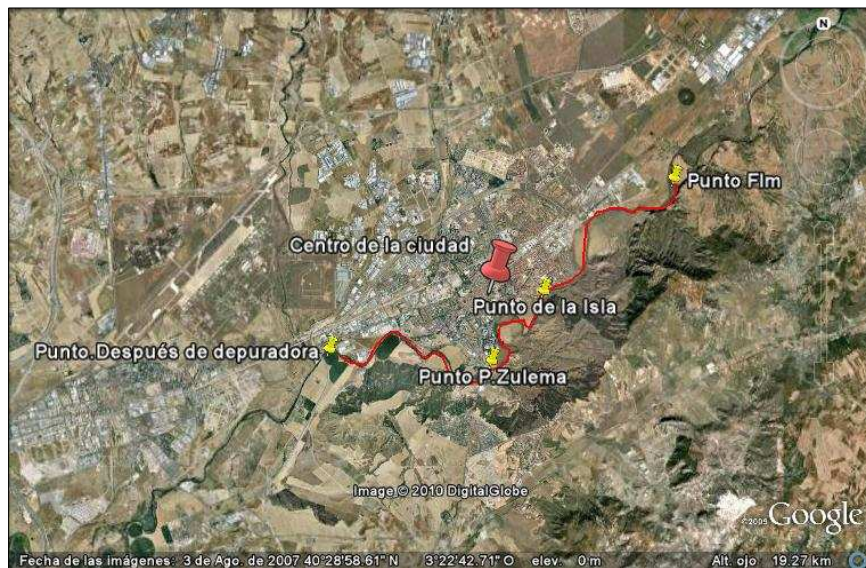 N
Punto Flm
Centro de la ciudad
Punto de la Isla
Punto.Después de depuradora
Punto P.Zulema
Image © 2010 DigitalGlobe
©2009 Google
Fecha de las imágenes: 3 de Ago. de 2007 40°28'58.61" N 3°22'42.71" O elev. 0 m Alt. ojo 19.27 km